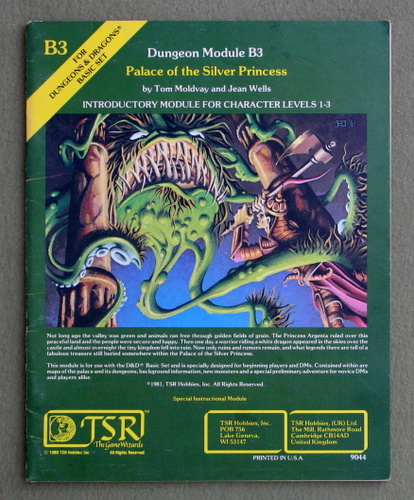 B3
FOR
DUNGEONS & DRAGONS®
BASIC SET
Dungeon Module B3
Palace of the Silver Princess
by Tom Moldvay and Jean Wells
INTRODUCTORY MODULE FOR CHARACTER LEVELS 1-3
Not long ago the valley was green and animals ran free through golden fields of grain. The Princess Argenta ruled over this
peaceful land and the people were secure and happy. Then one day a warrior riding a white dragon appeared in the skies over the
castle and almost overnight the tiny kingdom fell into ruin. Now only ruins and rumors remain, and what legends there are tell of a
fabulous treasure still buried somewhere within the Palace of the Silver Princess.
This module is for use with the D&D® Basic Set and is specially designed for beginning players and DMs. Contained within are
maps of the palace and its dungeons, background information, new monsters and a special preliminary adventure for novice DMs
and players alike.
©1981, TSR Hobbies, Inc. All Rights Reserved.
Special Instructional Module
TSR
The Game Wizards
TSR Hobbies, Inc.
POB 756
Lake Geneva,
WI 53147
TSR Hobbies, (UK) Ltd.
The Mill, Rathmore Road
Cambridge CB14AD
United Kingdom
TSR Hobbies Inc. All Rights Reserved
PRINTED IN U.S.A.
9044